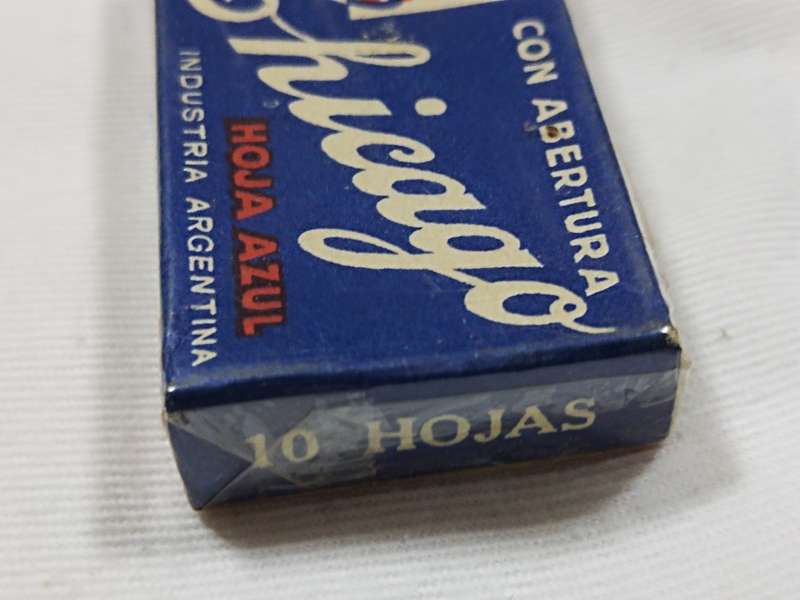 CON ABERTURA
Chicago
HOJA AZUL
INDUSTRIA ARGENTINA
10 HOJAS